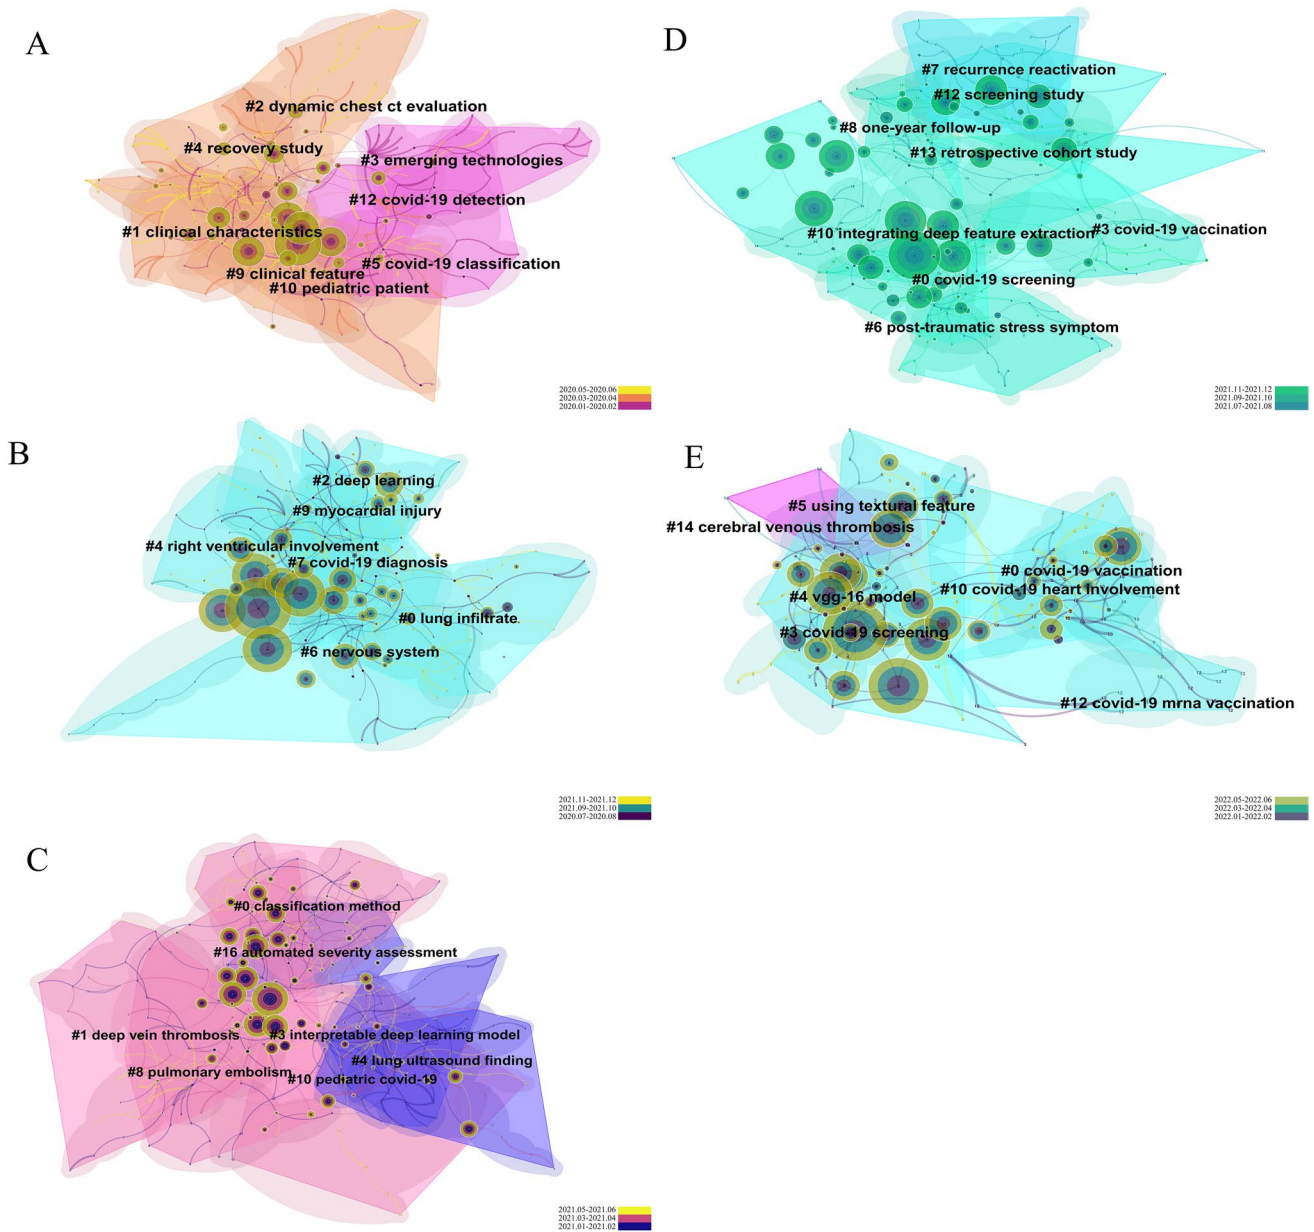 A
#2 dynamic chest ct evaluation
#4 recovery study
#3 emerging technologies
#12 covid-19 detection
#1 clinical characteristics
#5 covid-19 classification
#9 clinical feature
#10 pediatric patient
2020.05-2020.06
2020.03-2020.04
2020.01-2020.02
B
#2 deep learning
#9 myocardial injury
#4 right ventricular involvement
#7 covid-19 diagnosis
#0 lung infiltrate
#6 nervous system
2021.11-2021.12
2021.09-2021.10
2020.07-2020.08
C
#0 classification method
#16 automated severity assessment
#1 deep vein thrombosis
#3 interpretable deep learning model
#4 lung ultrasound finding
#8 pulmonary embolism
#10 pediatric covid-19
2021.05-2021.06
2021.03-2021.04
2021.01-2021.02
D
#7 recurrence reactivation
#12 screening study
#8 one-year follow-up
#13 retrospective cohort study
#10 integrating deep feature extraction
#3 covid-19 vaccination
#0 covid-19 screening
#6 post-traumatic stress symptom
2021.11-2021.12
2021.09-2021.10
2021.07-2021.08
E
#5 using textural feature
#14 cerebral venous thrombosis
#0 covid-19 vaccination
#10 covid-19 heart involvement
#4 vgg-16 model
#3 covid-19 screening
#12 covid-19 mrna vaccination
2022.05-2022.06
2022.03-2022.04
2022.01-2022.02